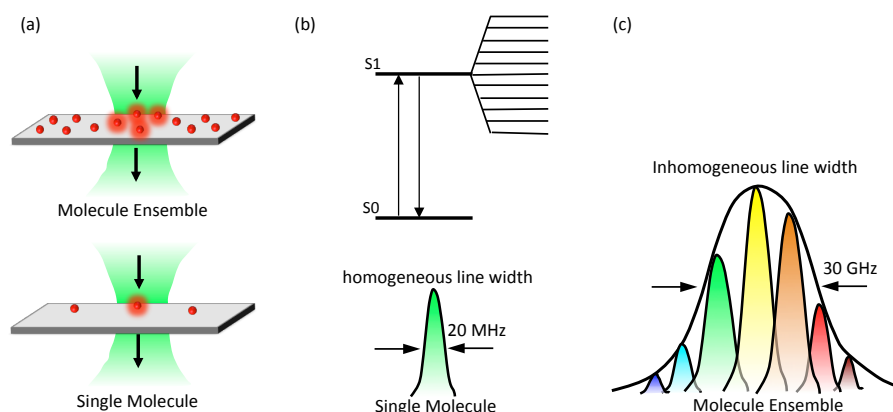 (a)
Molecule Ensemble
Single Molecule
(b)
S1
S0
homogeneous line width
20 MHz
Single Molecule
(c)
Inhomogeneous line width
30 GHz
Molecule Ensemble